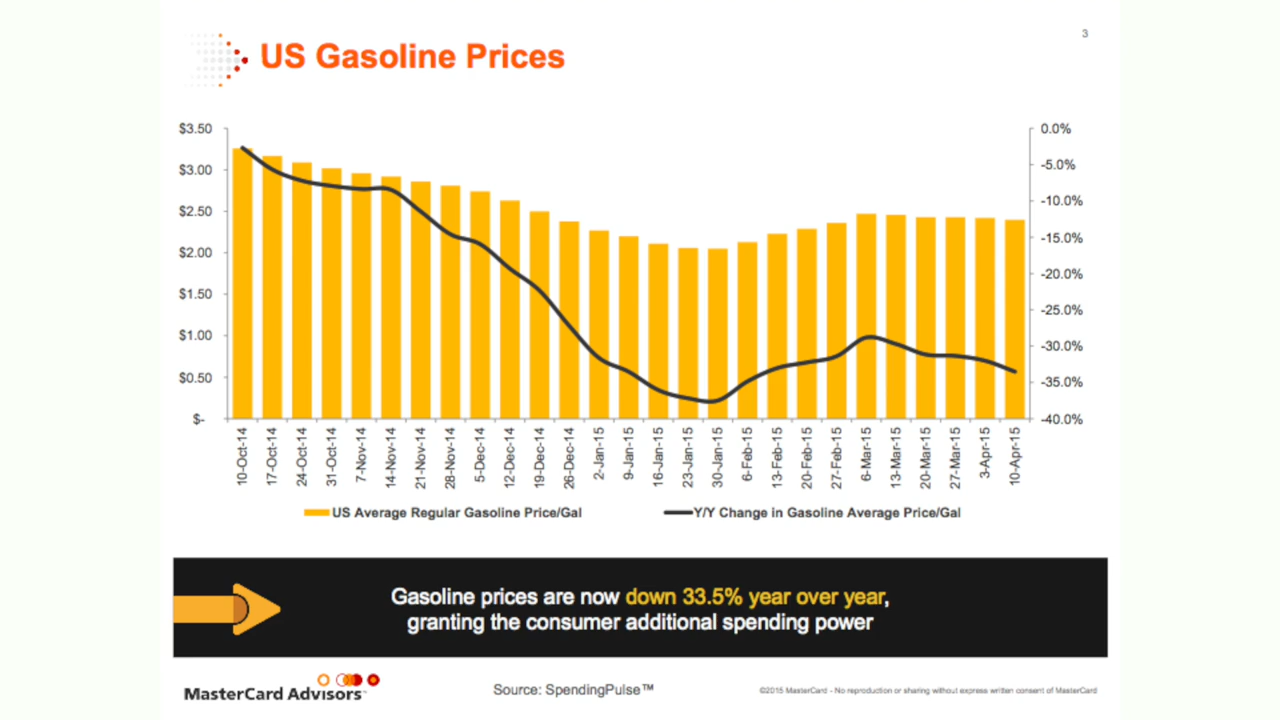 3
US Gasoline Prices
$3.50
$3.00
$2.50
$2.00
$1.50
$1.00
$0.50
$-
0.0%
-5.0%
-10.0%
-15.0%
-20.0%
-25.0%
-30.0%
-35.0%
-40.0%
10-Oct-14
17-Oct-14
24-Oct-14
31-Oct-14
7-Nov-14
14-Nov-14
21-Nov-14
28-Nov-14
5-Dec-14
12-Dec-14
19-Dec-14
26-Dec-14
2-Jan-15
9-Jan-15
16-Jan-15
23-Jan-15
30-Jan-15
6-Feb-15
13-Feb-15
20-Feb-15
27-Feb-15
6-Mar-15
13-Mar-15
20-Mar-15
27-Mar-15
3-Apr-15
10-Apr-15
US Average Regular Gasoline Price/Gal
Y/Y Change in Gasoline Average Price/Gal
Gasoline prices are now down 33.5% year over year,
granting the consumer additional spending power
MasterCard Advisors
Source: SpendingPulse™
©2015 MasterCard - No reproduction or sharing without express written consent of MasterCard